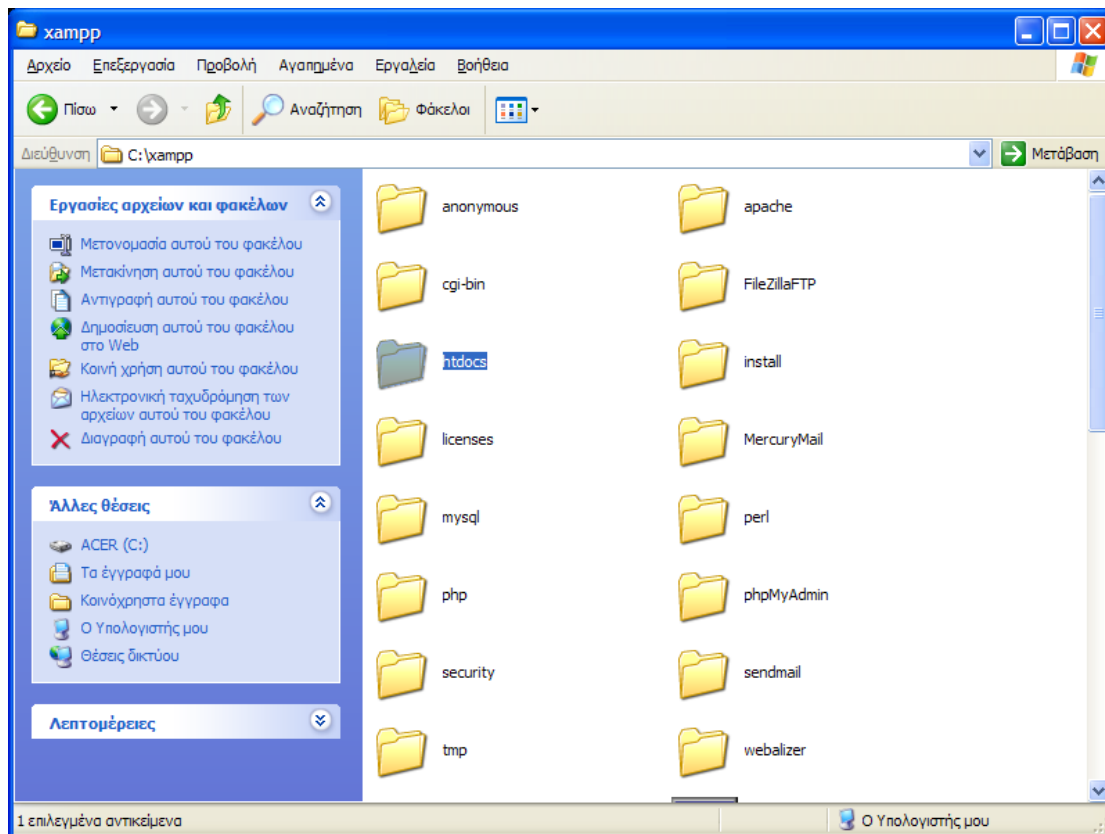 xampp
Αρχείο Επεξεργασία Προβολή Αγαπημένα Εργαλεία Βοήθεια
Πίσω Αναζήτηση Φάκελοι
Διεύθυνση C:\xampp Μετάβαση
Εργασίες αρχείων και φακέλων
Μετονομασία αυτού του φακέλου
Μετακίνηση αυτού του φακέλου
Αντιγραφή αυτού του φακέλου
Δημοσίευση αυτού του φακέλου
στο Web
Κοινή χρήση αυτού του φακέλου
Ηλεκτρονική ταχυδρόμηση των
αρχείων αυτού του φακέλου
Διαγραφή αυτού του φακέλου
Άλλες θέσεις
ACER (C:)
Τα έγγραφά μου
Κοινόχρηστα έγγραφα
Ο Υπολογιστής μου
Θέσεις δικτύου
Λεπτομέρειες
anonymous apache
cgi-bin FileZillaFTP
htdocs install
licenses MercuryMail
mysql perl
php phpMyAdmin
security sendmail
tmp webalizer
1 επιλεγμένα αντικείμενα Ο Υπολογιστής μου